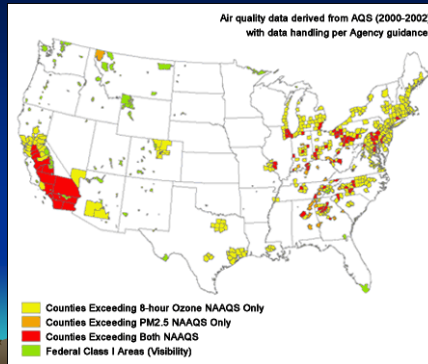 Air quality data derived from AQS (2000-2002)
with data handling per Agency guidance
Counties Exceeding 8-hour Ozone NAAQS Only
Counties Exceeding PM2.5 NAAQS Only
Counties Exceeding Both NAAQS
Federal Class I Areas (Visibility)